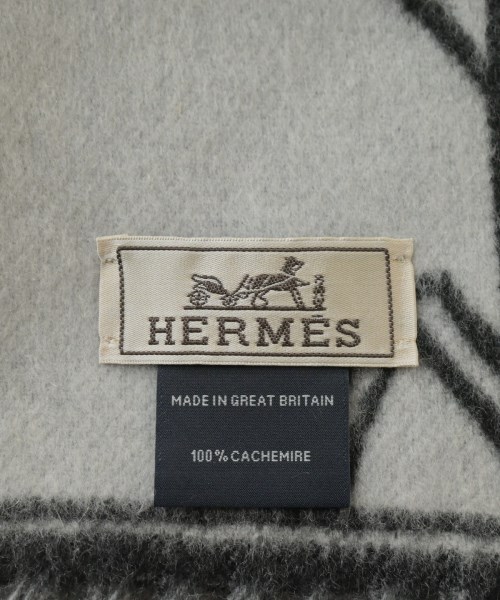 HERMÈS
MADE IN GREAT BRITAIN
100% CACHEMIRE